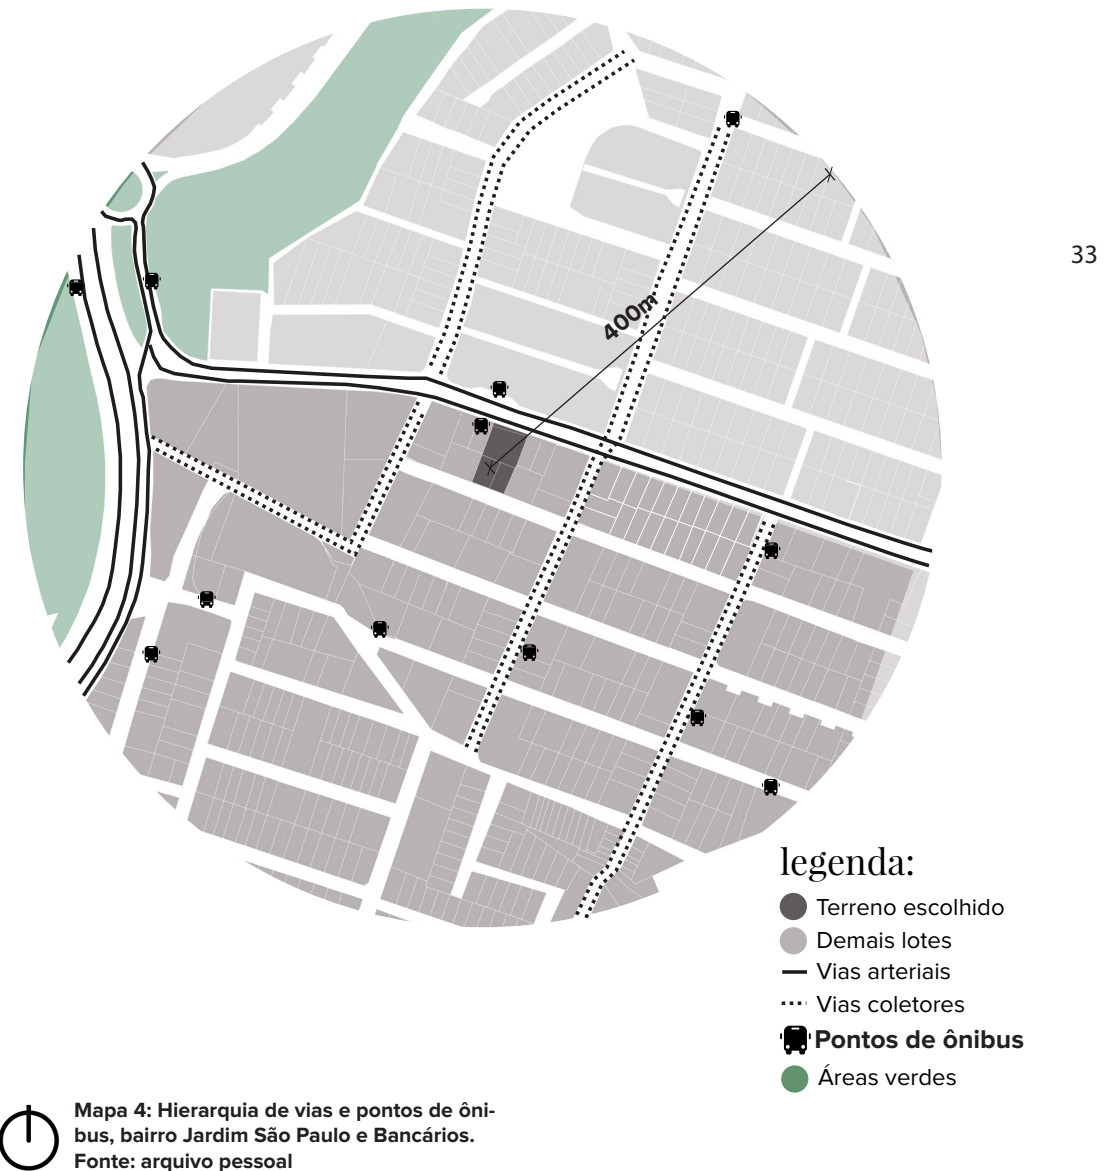 33
400m
legenda:
Terreno escolhido
Demais lotes
Vias arteriais
Vias coletores
Pontos de ônibus
Áreas verdes
Mapa 4: Hierarquia de vias e pontos de ôni-
bus, bairro Jardim São Paulo e Bancários.
Fonte: arquivo pessoal